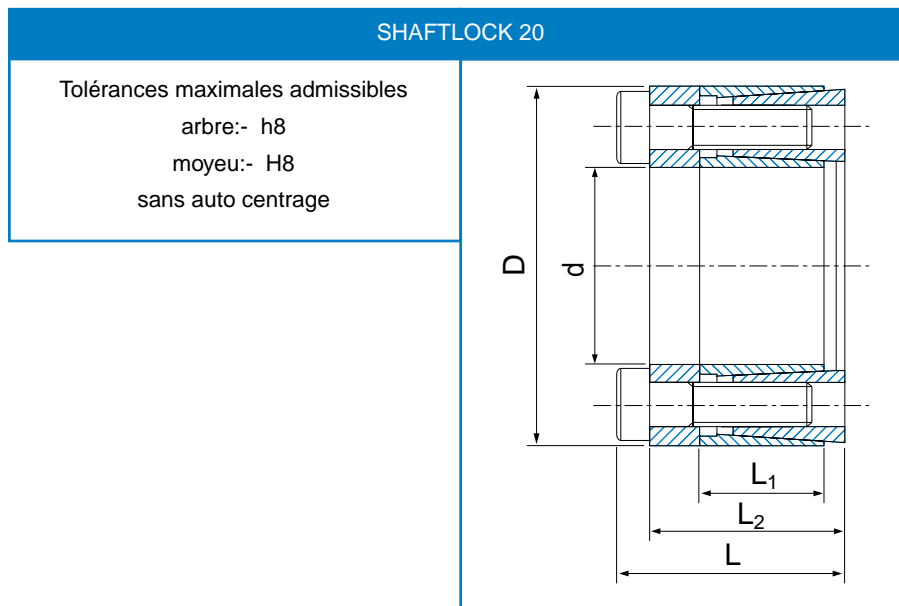 SHAFTLOCK 20
Tolérances maximales admissibles
arbre:- h8
moyeu:- H8
sans auto centrage
D
d
L₁
L₂
L